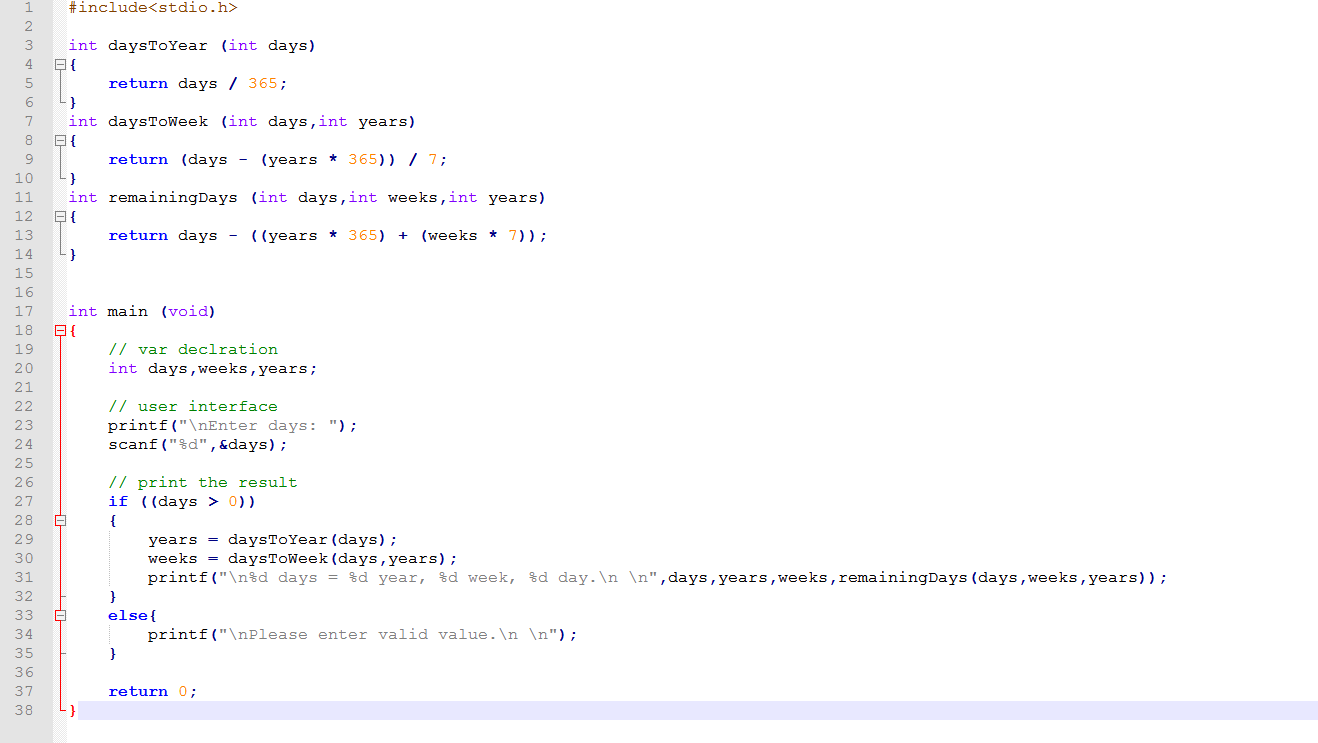 1 #include<stdio.h>
2
3 int daysToYear (int days)
4 {
5     return days / 365;
6 }
7 int daysToWeek (int days,int years)
8 {
9     return (days - (years * 365)) / 7;
10 }
11 int remainingDays (int days,int weeks,int years)
12 {
13     return days - ((years * 365) + (weeks * 7));
14 }
15
16
17 int main (void)
18 {
19     // var declration
20     int days,weeks,years;
21
22     // user interface
23     printf("\nEnter days: ");
24     scanf("%d",&days);
25
26     // print the result
27     if ((days > 0))
28     {
29         years = daysToYear(days);
30         weeks = daysToWeek(days,years);
31         printf("\n%d days = %d year, %d week, %d day.\n \n",days,years,weeks,remainingDays(days,weeks,years));
32     }
33     else{
34         printf("\nPlease enter valid value.\n \n");
35     }
36
37     return 0;
38 }